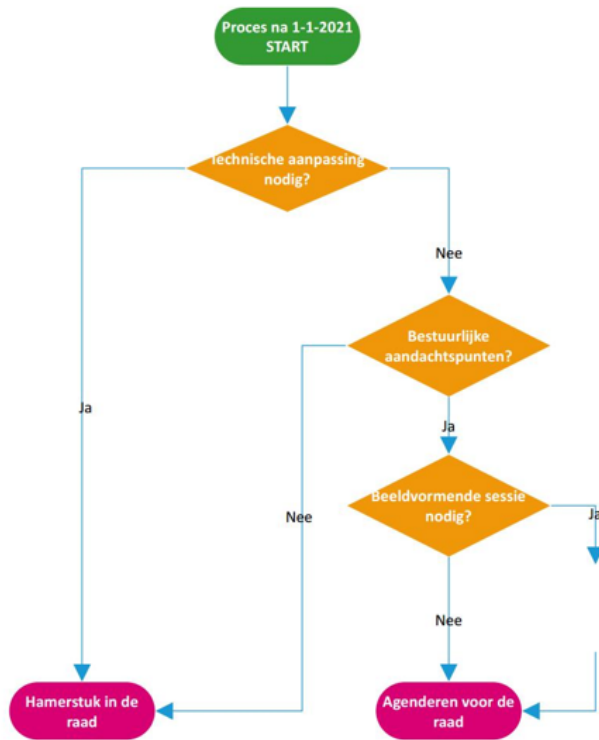 Proces na 1-1-2021
START
Technische aanpassing
nodig?
Nee
Bestuurlijke
aandachtspunten?
Ja
Ja
Beeldvormende sessie
nodig?
Nee
Ja
Nee
Hamerstuk in de
raad
Agenderen voor de
raad